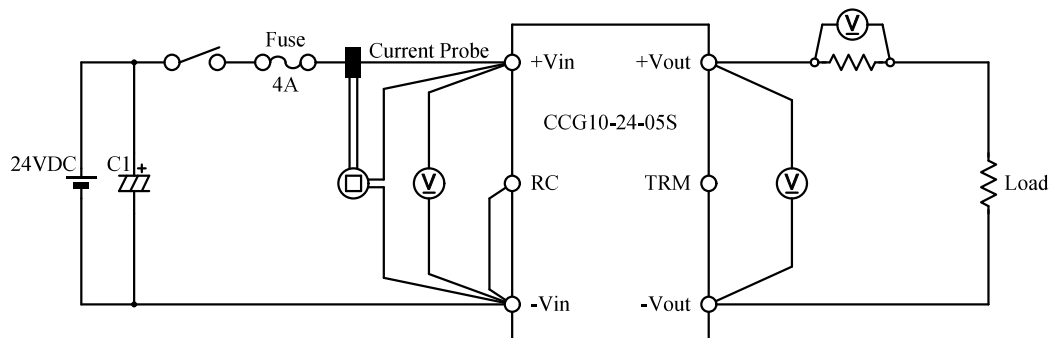 Fuse
4A
Current Probe
24VDC
C1
+
V
+Vin
RC
-Vin
CCG10-24-05S
+Vout
TRM
-Vout
V
V
Load